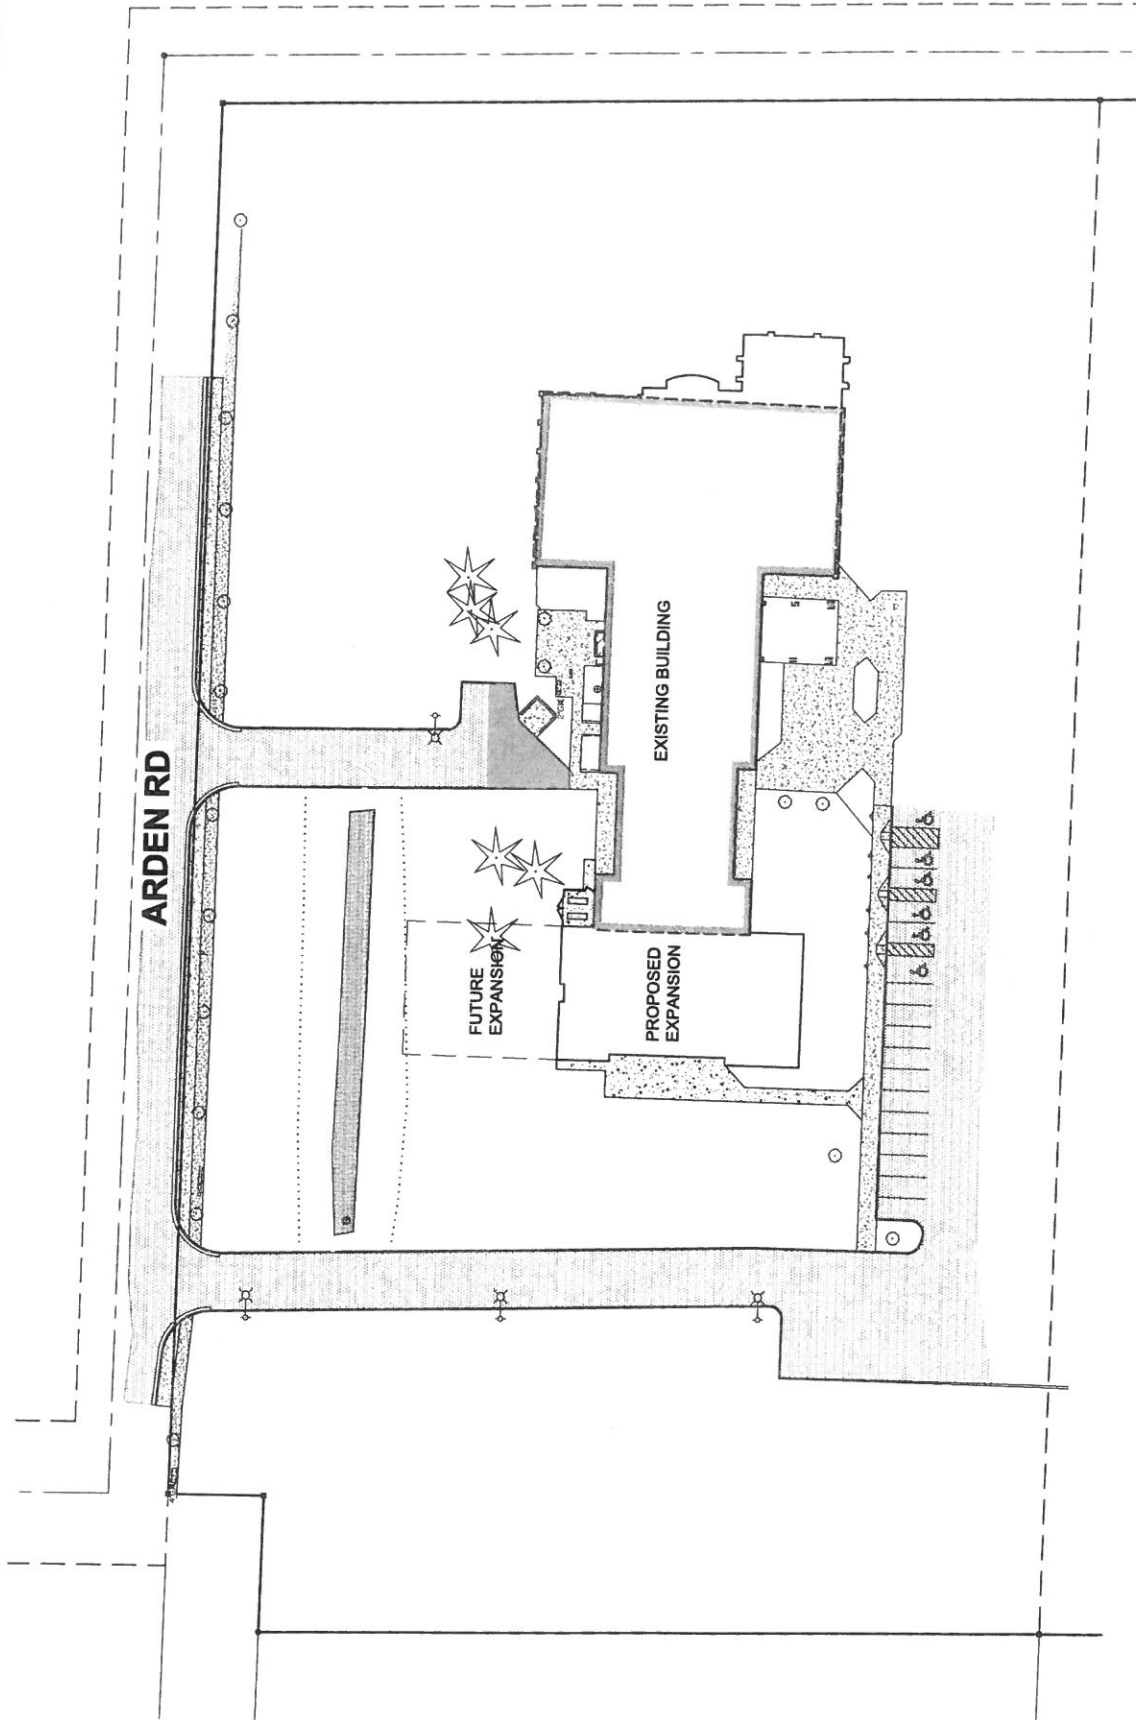 ARDEN RD
EXISTING BUILDING
FUTURE
EXPANSION
PROPOSED
EXPANSION